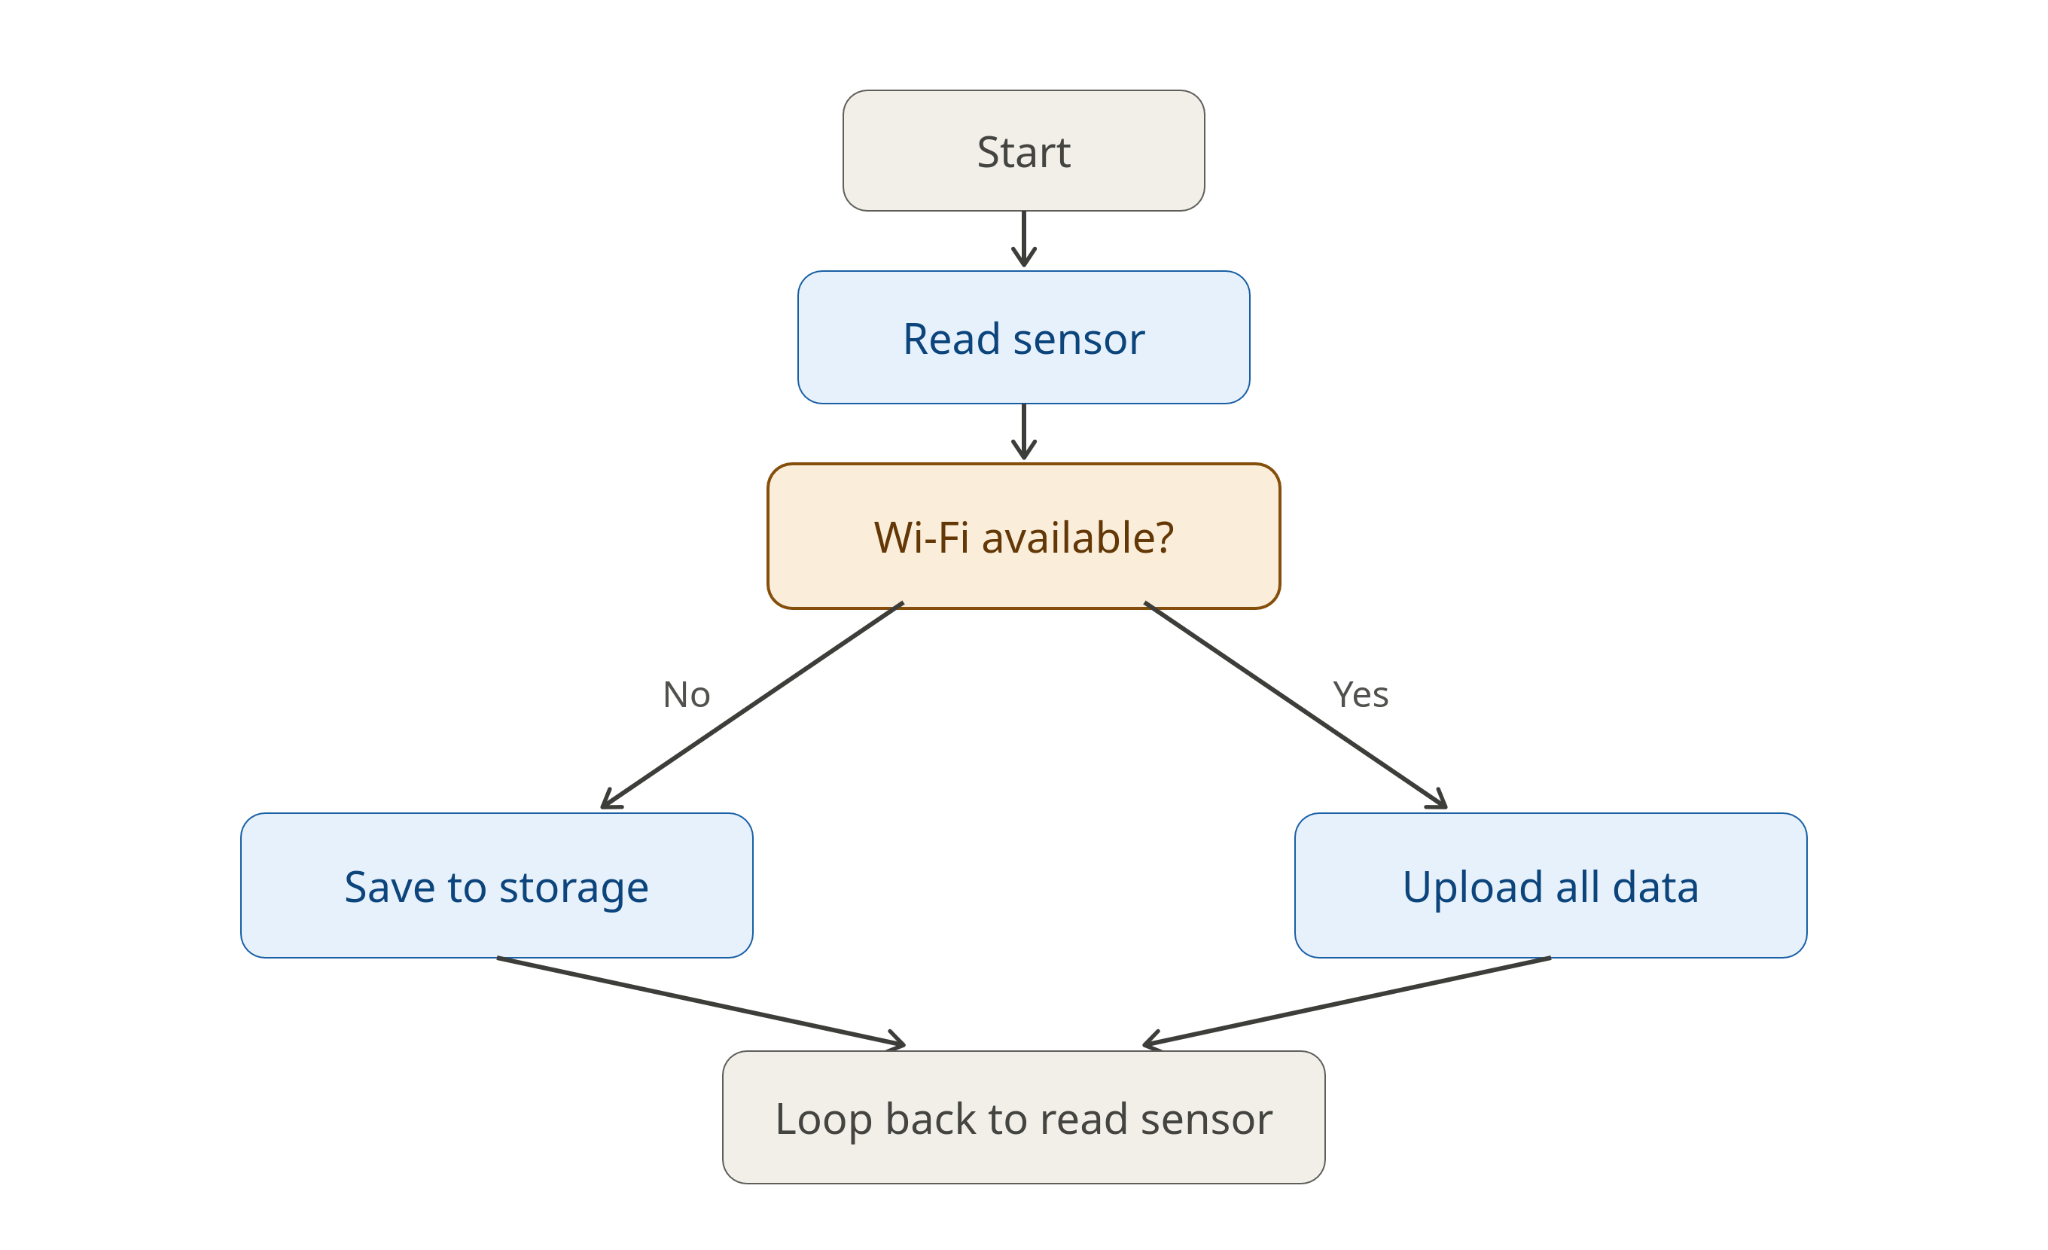 Start
Read sensor
Wi-Fi available?
No
Yes
Save to storage
Upload all data
Loop back to read sensor